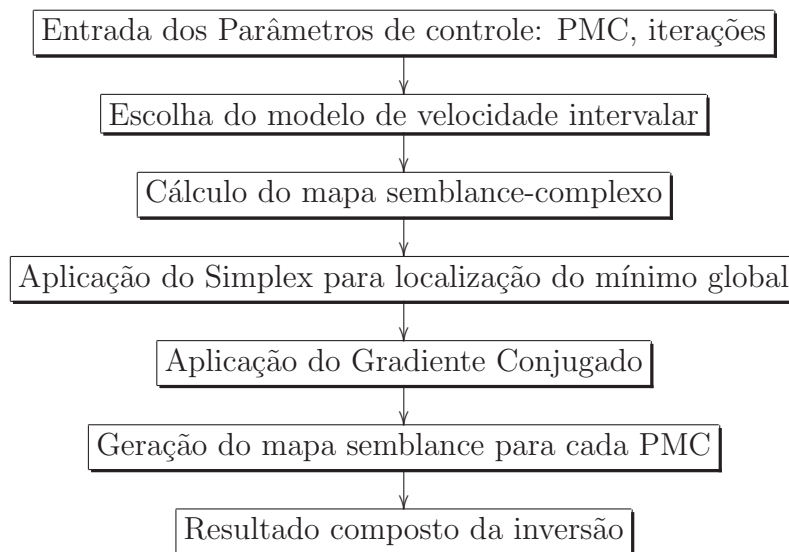 Entrada dos Parâmetros de controle: PMC, iterações
Escolha do modelo de velocidade intervalar
Cálculo do mapa semblance-complexo
Aplicação do Simplex para localização do mínimo global
Aplicação do Gradiente Conjugado
Geração do mapa semblance para cada PMC
Resultado composto da inversão